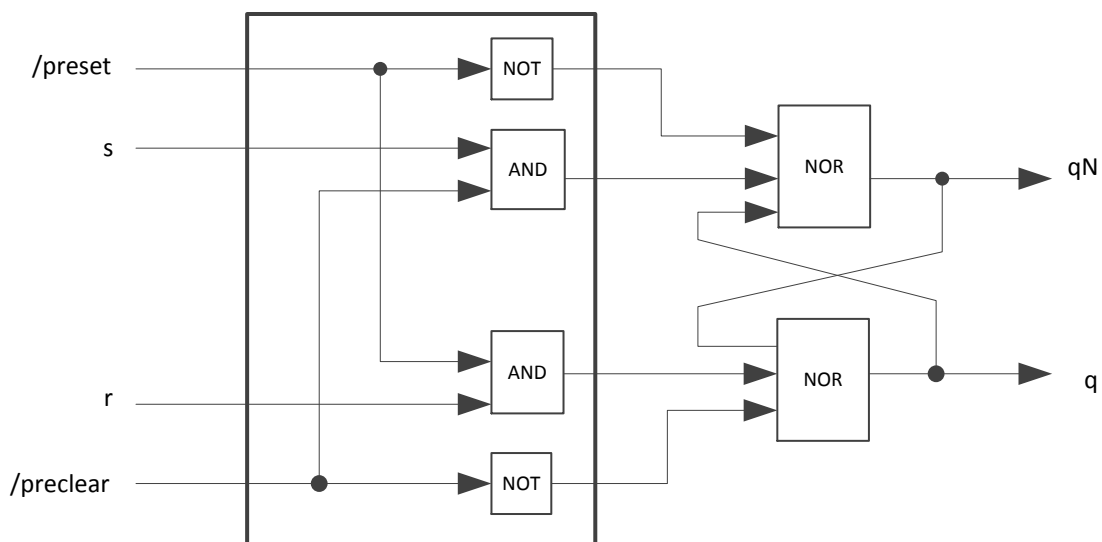 /preset
NOT
s
AND
NOR
qN
AND
NOR
q
r
/preclear
NOT